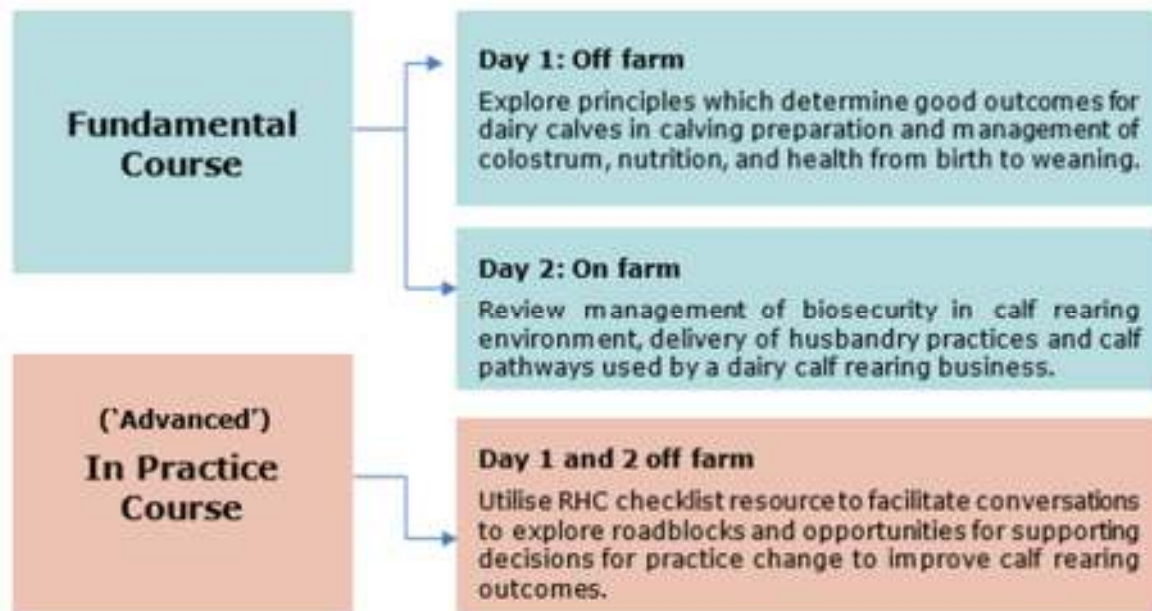 Fundamental
Course
Day 1: Off farm
Explore principles which determine good outcomes for
dairy calves in calving preparation and management of
colostrum, nutrition, and health from birth to weaning.
Day 2: On farm
Review management of biosecurity in calf rearing
environment, delivery of husbandry practices and calf
pathways used by a dairy calf rearing business.
('Advanced')
In Practice
Course
Day 1 and 2 off farm
Utilise RHC checklist resource to facilitate conversations
to explore roadblocks and opportunities for supporting
decisions for practice change to improve calf rearing
outcomes.